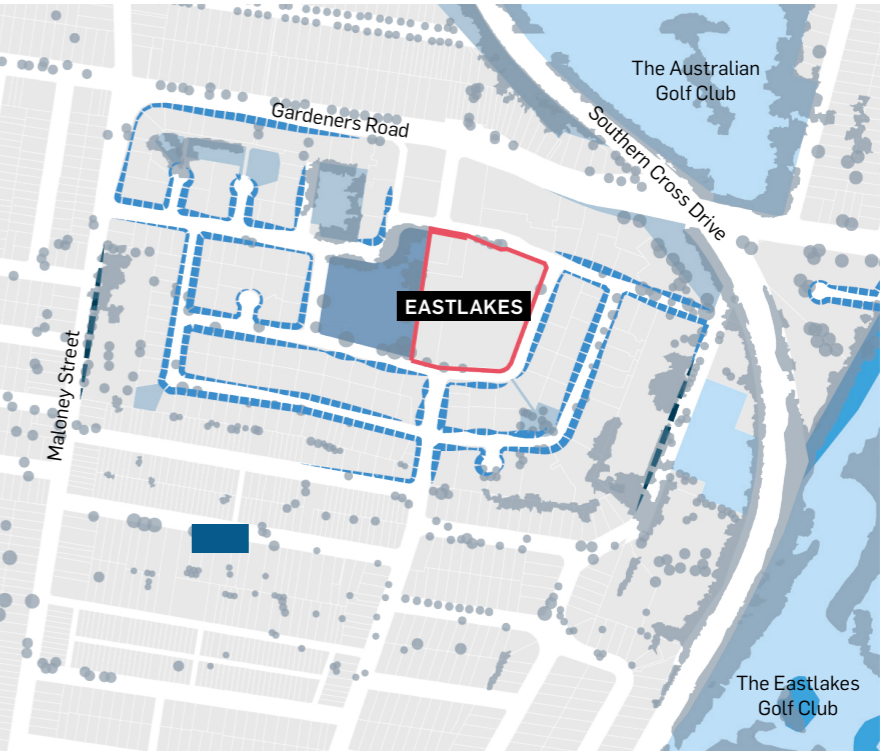 The Australian
Golf Club
Gardeners Road
Southern Cross Drive
EASTLAKES
Maloney Street
The Eastlakes
Golf Club